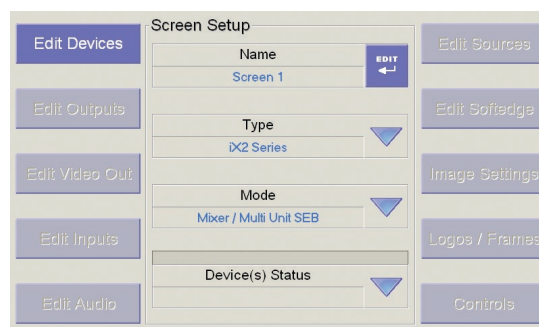 Edit Devices
Edit Outputs
Edit Video Out
Edit Inputs
Edit Audio
Screen Setup
Name
Screen 1
EDIT
Type
iX2 Series
Mode
Mixer / Multi Unit SEB
Device(s) Status
Edit Sources
Edit Softedge
Image Settings
Logos / Frames
Controls